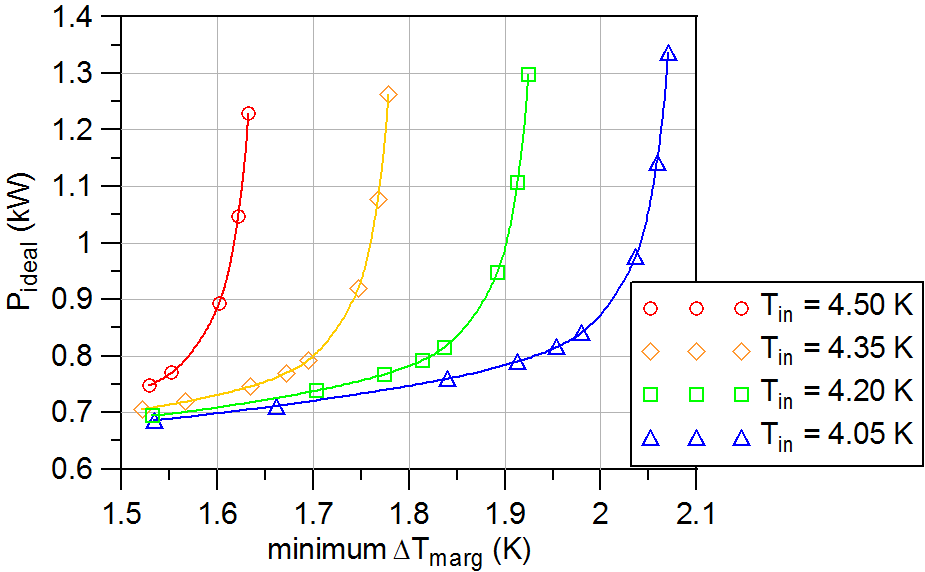 1.4
1.3
1.2
1.1
1
0.9
0.8
0.7
0.6
P_ideal (kW)
1.5 1.6 1.7 1.8 1.9 2 2.1
minimum ΔT_marg (K)
T_in = 4.50 K
T_in = 4.35 K
T_in = 4.20 K
T_in = 4.05 K